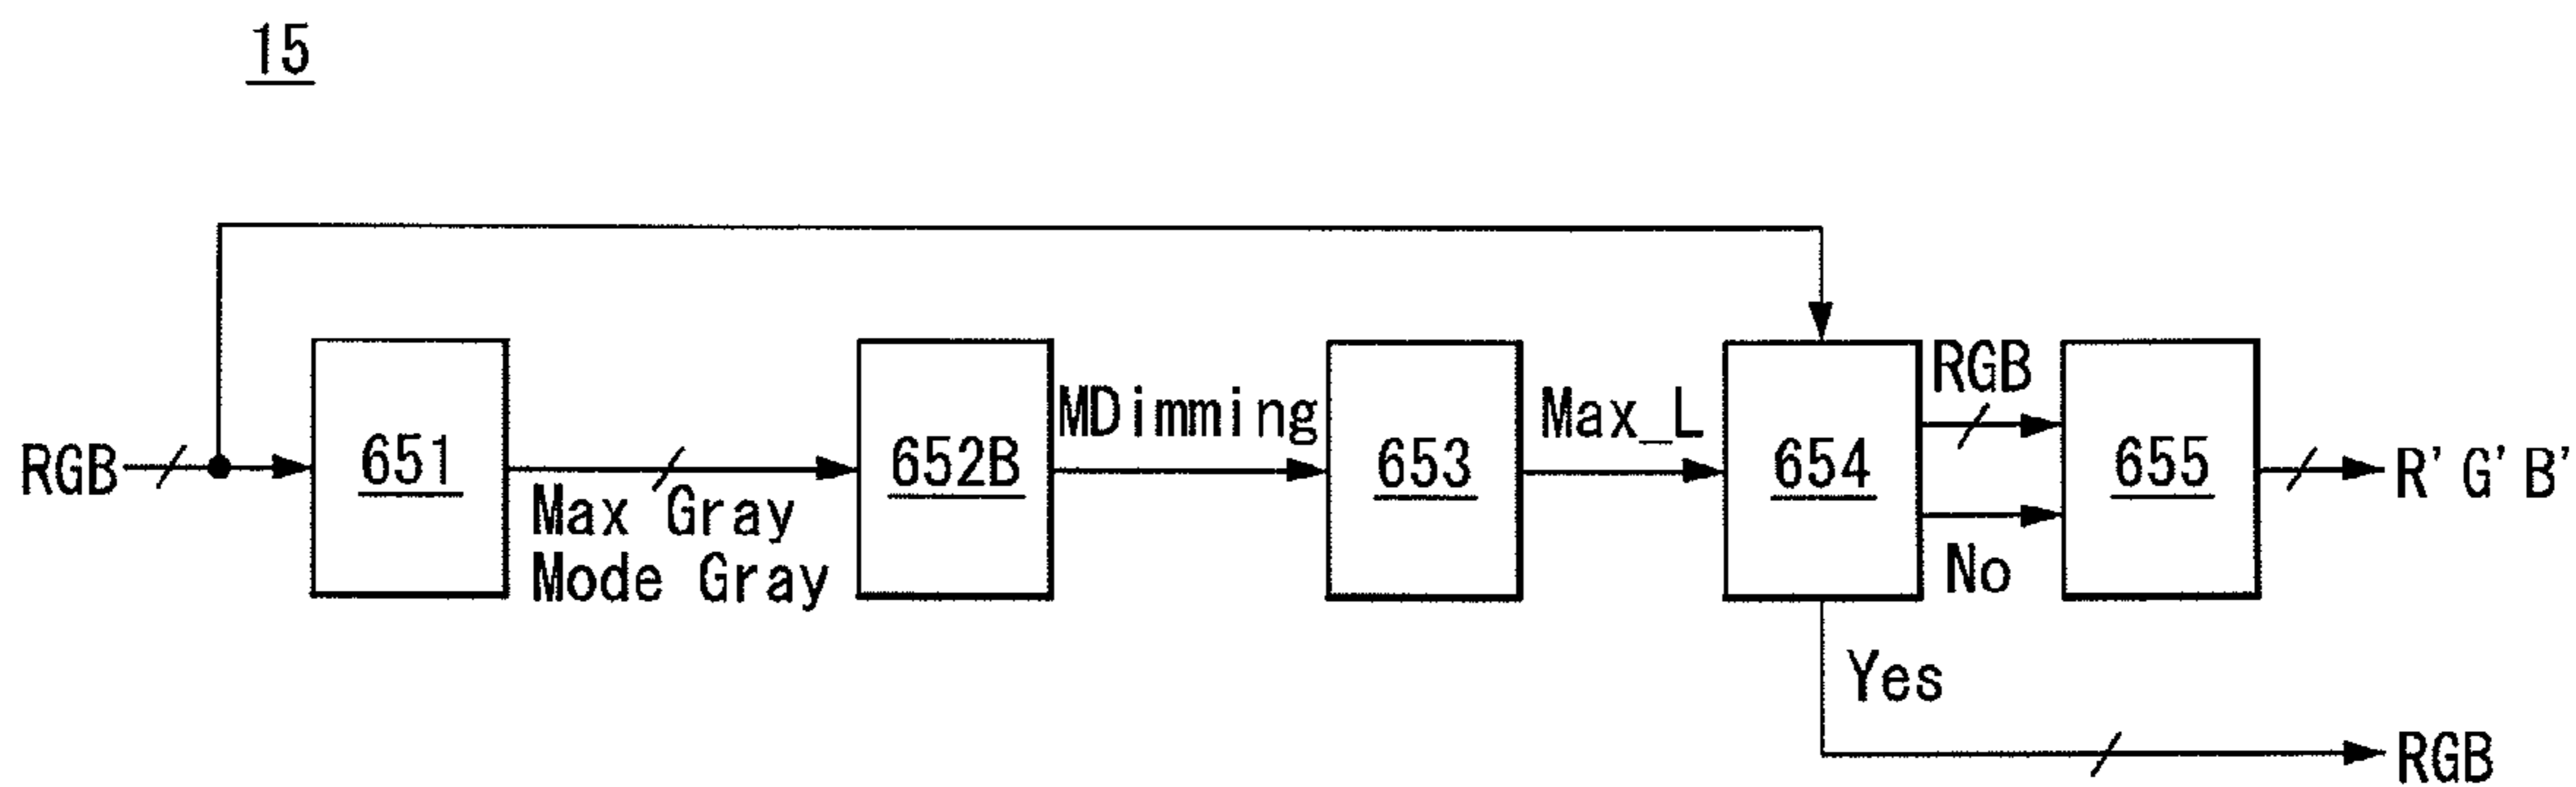 15
RGB
651
Max Gray
Mode Gray
652B
MDimming
653
Max_L
654
RGB
No
655
R'G'B'
Yes
RGB